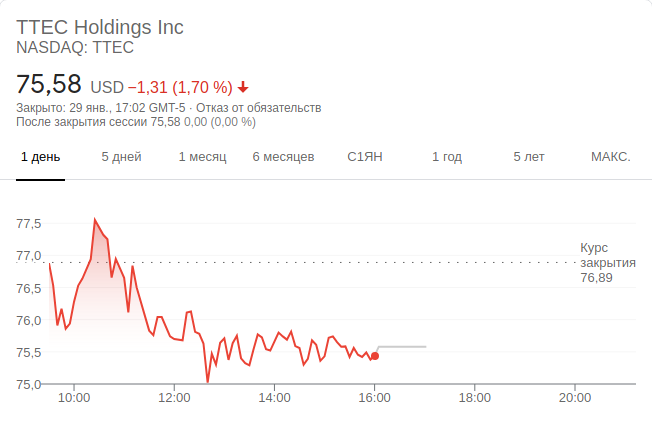 TTEC Holdings Inc
NASDAQ: TTEC
75,58 USD −1,31 (1,70 %)
Закрыто: 29 янв., 17:02 GMT-5 · Отказ от обязательств
После закрытия сессии 75,58 0,00 (0,00 %)
1 день 5 дней 1 месяц 6 месяцев С1ЯН 1 год 5 лет МАКС.
77,5
77,0
76,5
76,0
75,5
75,0
Курс
закрытия
76,89
10:00 12:00 14:00 16:00 18:00 20:00